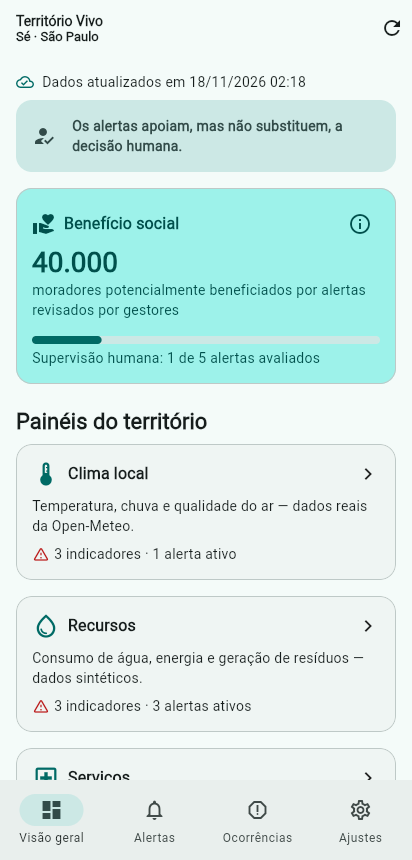 Território Vivo
Sé · São Paulo
Dados atualizados em 18/11/2026 02:18
Os alertas apoiam, mas não substituem, a
decisão humana.
Benefício social
40.000
moradores potencialmente beneficiados por alertas
revisados por gestores
Supervisão humana: 1 de 5 alertas avaliados
Painéis do território
Clima local
Temperatura, chuva e qualidade do ar — dados reais
da Open-Meteo.
3 indicadores · 1 alerta ativo
Recursos
Consumo de água, energia e geração de resíduos —
dados sintéticos.
3 indicadores · 3 alertas ativos
Serviços
Visão geral
Alertas
Ocorrências
Ajustes